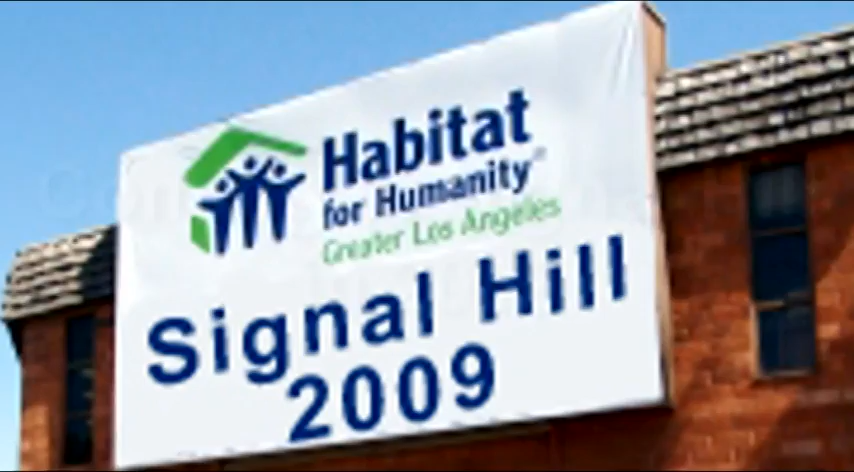 Habitat
for Humanity®
Greater Los Angeles
Signal Hill
2009